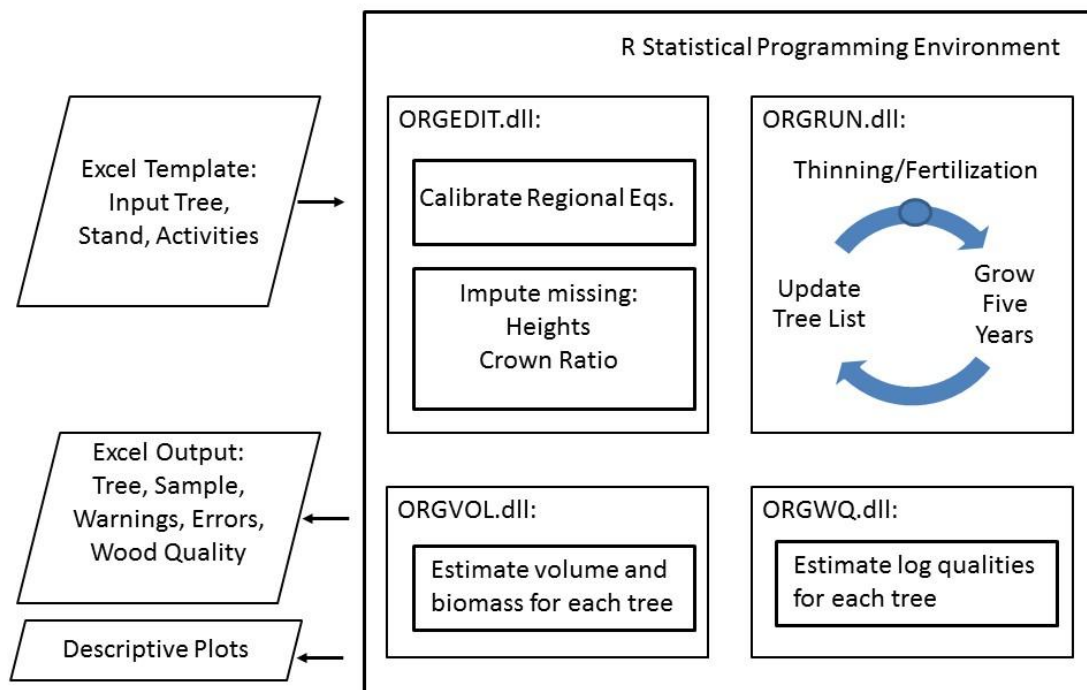 R Statistical Programming Environment
Excel Template:
Input Tree,
Stand, Activities
ORGEDIT.dll:
Calibrate Regional Eqs.
Impute missing:
Heights
Crown Ratio
ORGRUN.dll:
Thinning/Fertilization
Update
Tree List
Grow
Five
Years
Excel Output:
Tree, Sample,
Warnings, Errors,
Wood Quality
Descriptive Plots
ORGVOL.dll:
Estimate volume and
biomass for each tree
ORGWQ.dll:
Estimate log qualities
for each tree